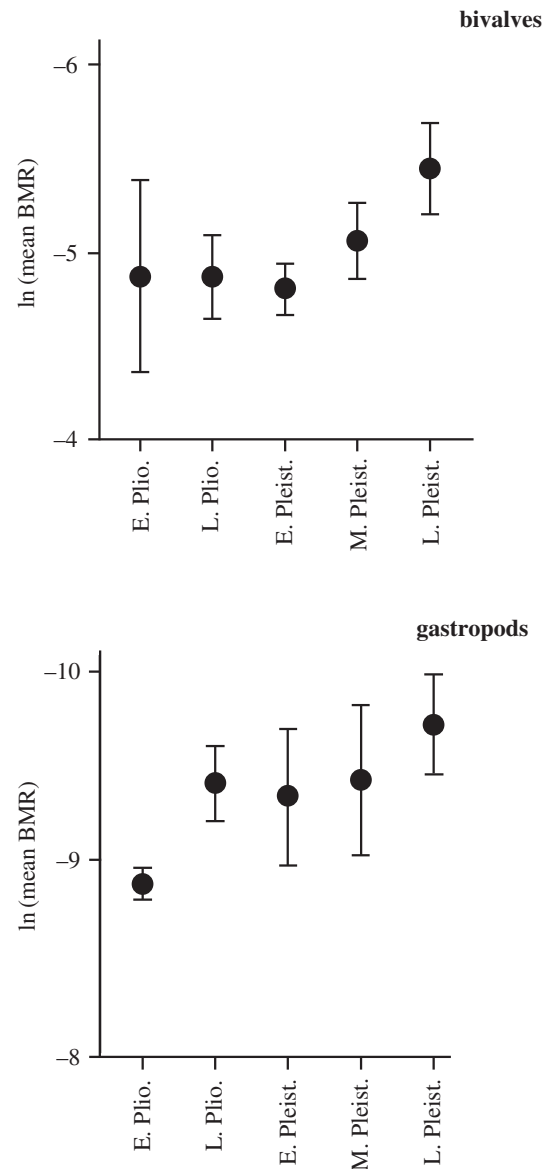 bivalves
–6
–5
–4
ln (mean BMR)
E. Plio.
L. Plio.
E. Pleist.
M. Pleist.
L. Pleist.
gastropods
–10
–9
–8
ln (mean BMR)
E. Plio.
L. Plio.
E. Pleist.
M. Pleist.
L. Pleist.